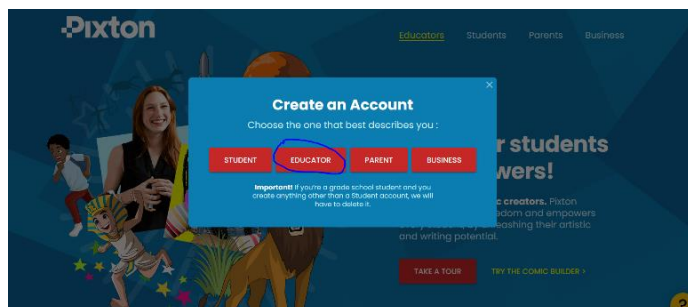 Pixton
Educators Students Parents Business
Create an Account
Choose the one that best describes you :
STUDENT EDUCATOR PARENT BUSINESS
Important! If you're a grade school student and you
create anything other than a Student account, we will
have to delete it.
r students
wers!
c creators. Pixton
edom and empowers
eashing their artistic
and writing potential.
TAKE A TOUR TRY THE COMIC BUILDER >